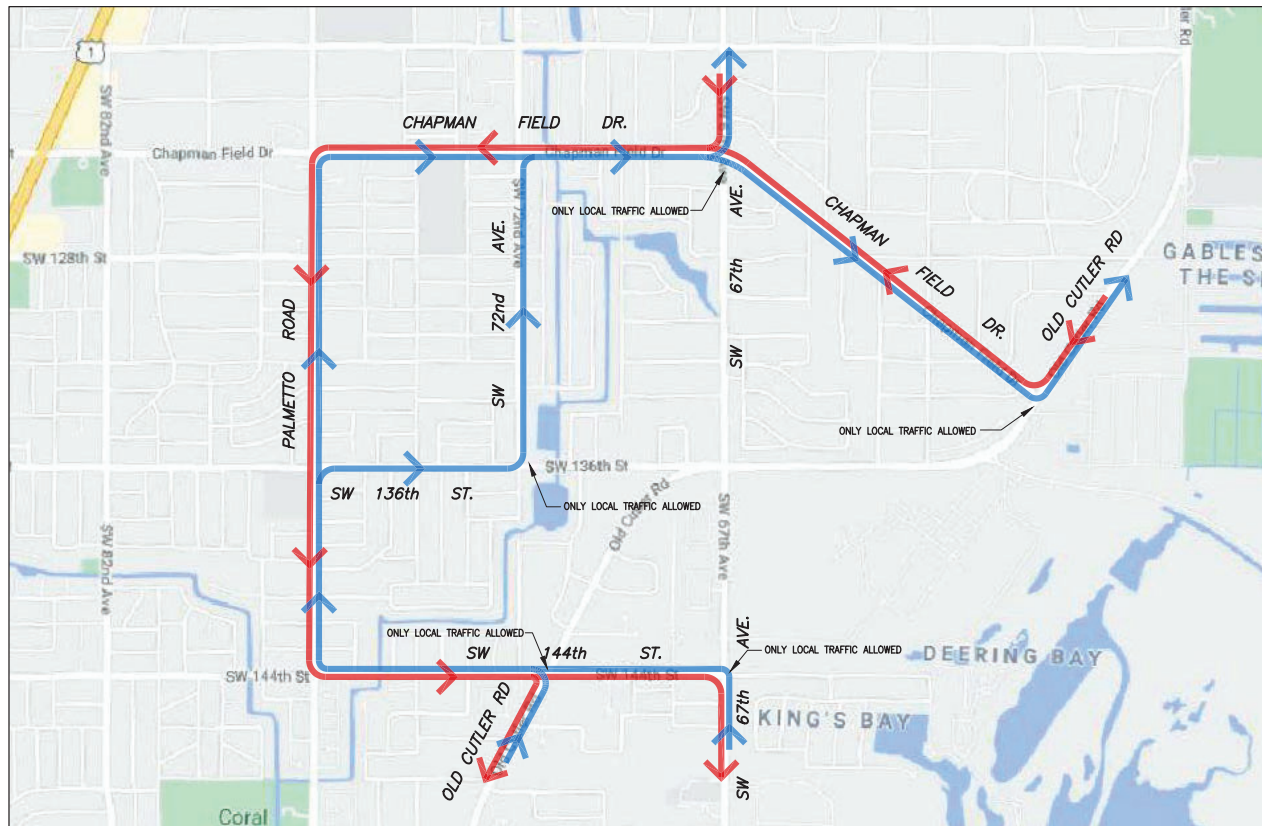 1
ler Rd
SW 82nd Ave
CHAPMAN FIELD DR.
Chapman Field Dr
Chapman Field Dr
ONLY LOCAL TRAFFIC ALLOWED
AVE.
67th
SW
CHAPMAN
FIELD
DR.
OLD CUTLER RD
GABLES
THE S
SW 128th St
SW 72nd Ave
AVE.
72nd
SW
ROAD
PALMETTO
ONLY LOCAL TRAFFIC ALLOWED
SW 136th St
SW 136th ST.
ONLY LOCAL TRAFFIC ALLOWED
Old Cutler Rd
SW 67th Ave
SW 82nd Ave
ONLY LOCAL TRAFFIC ALLOWED
SW 144th ST.
AVE.
ONLY LOCAL TRAFFIC ALLOWED
DEERING BAY
SW 144th St
SW 144th St
67th
KING'S BAY
OLD CUTLER RD
SW
Coral